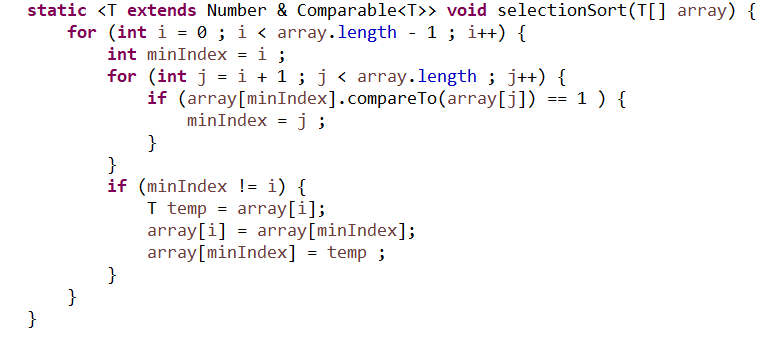 static <T extends Number & Comparable<T>> void selectionSort(T[] array) {
    for (int i = 0 ; i < array.length - 1 ; i++) {
        int minIndex = i ;
        for (int j = i + 1 ; j < array.length ; j++) {
            if (array[minIndex].compareTo(array[j]) == 1 ) {
                minIndex = j ;
            }
        }
        if (minIndex != i) {
            T temp = array[i];
            array[i] = array[minIndex];
            array[minIndex] = temp ;
        }
    }
}